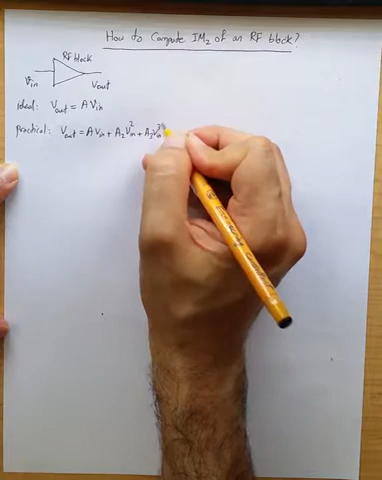 How to Compute IM₂ of an RF block?
RF block
Vin
Vout
ideal: Vout = A Vin
practical: Vout = A Vin + A₂ Vin² + A₃ Vin³